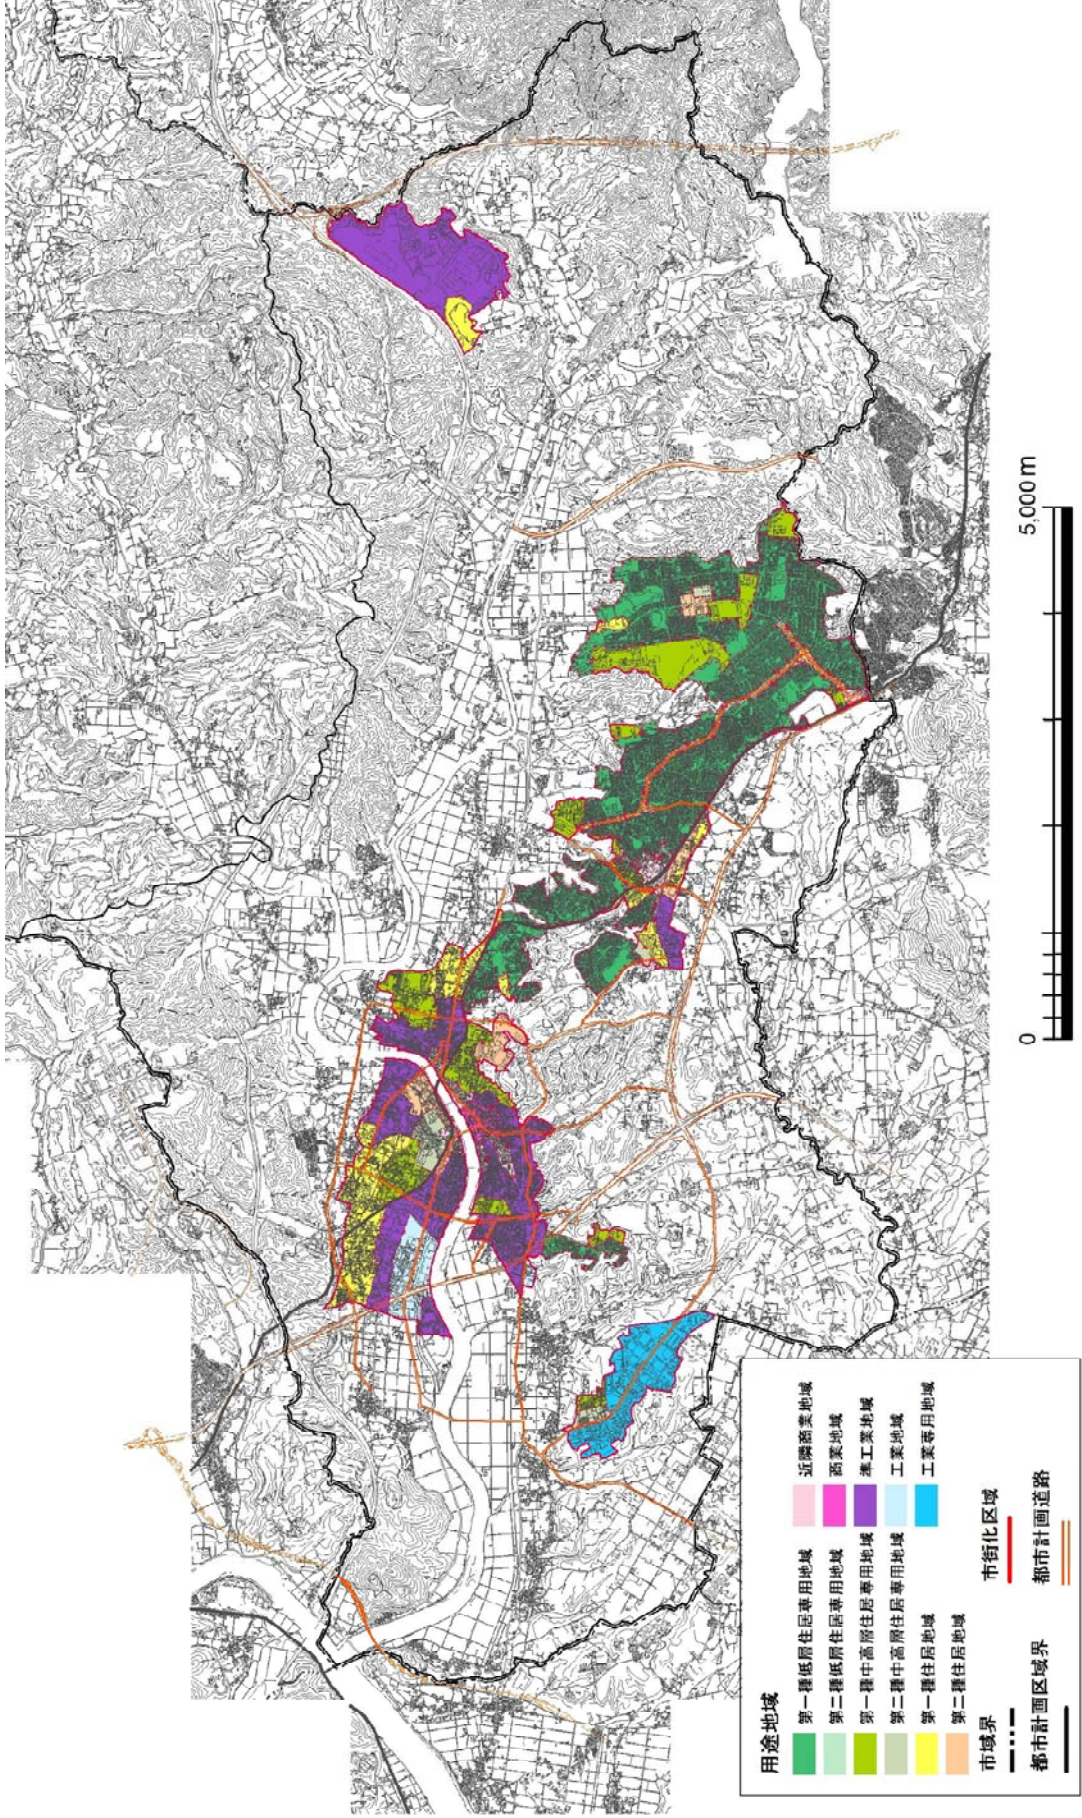 用途地域
第一種低層住居専用地域
第二種低層住居専用地域
第一種中高層住居専用地域
第二種中高層住居専用地域
第一種住居地域
第二種住居地域
近隣商業地域
商業地域
準工業地域
工業地域
工業専用地域
市域界
市街化区域
都市計画区域界
都市計画道路
0
5,000 m